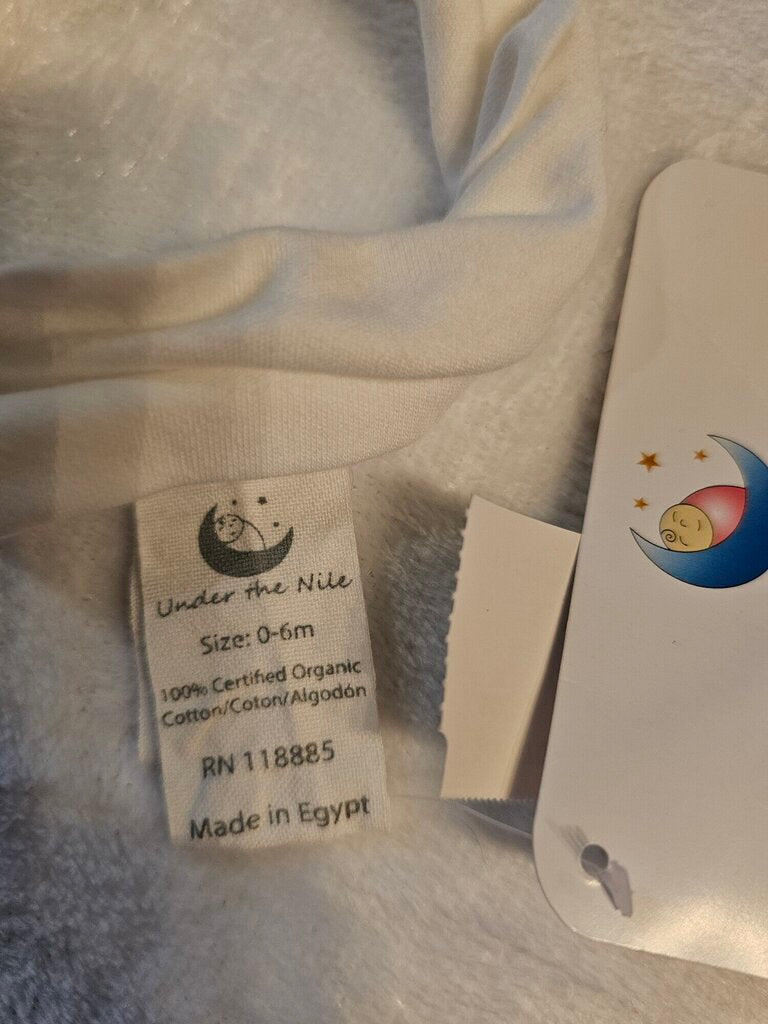 Under the Nile
Size: 0-6m
100% Certified Organic
Cotton/Coton/Algodón
RN 118885
Made in Egypt